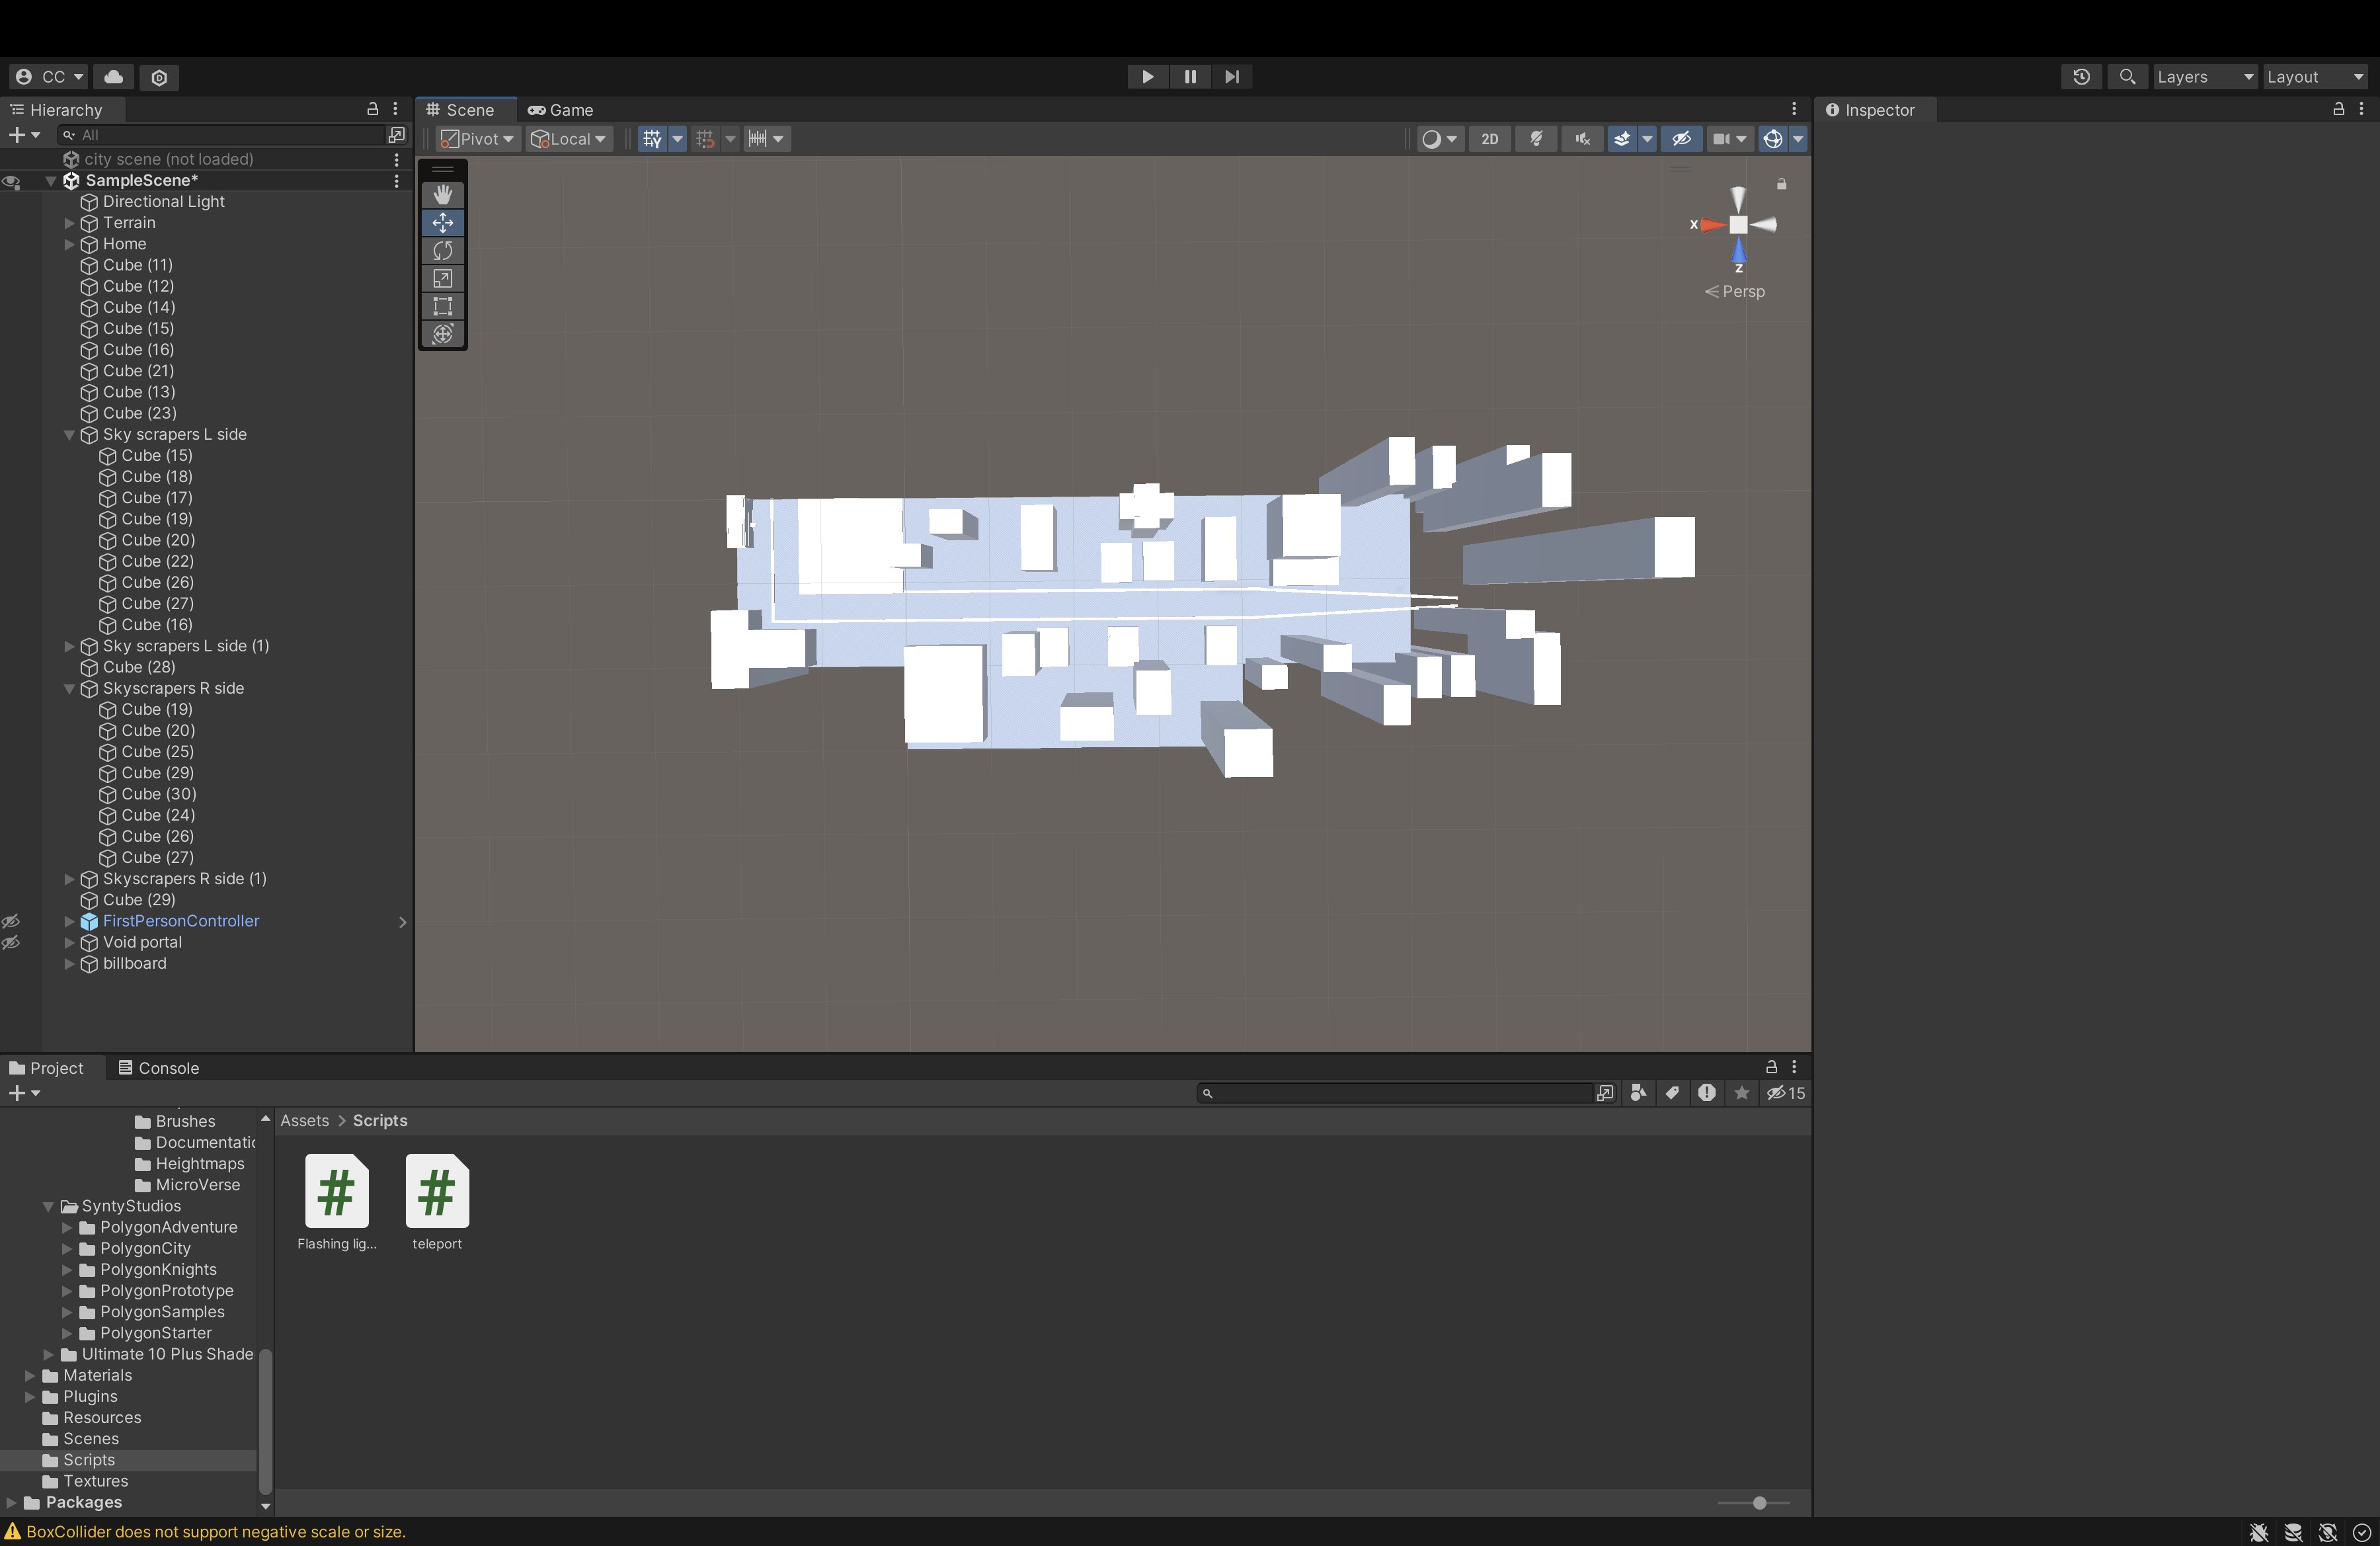 CC
Layers
Layout
Hierarchy
All
city scene (not loaded)
SampleScene*
Directional Light
Terrain
Home
Cube (11)
Cube (12)
Cube (14)
Cube (15)
Cube (16)
Cube (21)
Cube (13)
Cube (23)
Sky scrapers L side
Cube (15)
Cube (18)
Cube (17)
Cube (19)
Cube (20)
Cube (22)
Cube (26)
Cube (27)
Cube (16)
Sky scrapers L side (1)
Cube (28)
Skyscrapers R side
Cube (19)
Cube (20)
Cube (25)
Cube (29)
Cube (30)
Cube (24)
Cube (26)
Cube (27)
Skyscrapers R side (1)
Cube (29)
FirstPersonController
Void portal
billboard
Scene
Game
Pivot
Local
2D
x
z
Persp
Inspector
Project
Console
15
Brushes
Documentatic
Heightmaps
MicroVerse
SyntyStudios
PolygonAdventure
PolygonCity
PolygonKnights
PolygonPrototype
PolygonSamples
PolygonStarter
Ultimate 10 Plus Shade
Materials
Plugins
Resources
Scenes
Scripts
Textures
Packages
Assets > Scripts
Flashing lig...
teleport
BoxCollider does not support negative scale or size.